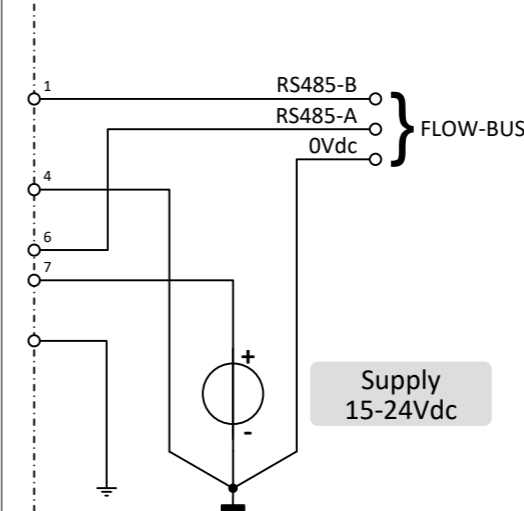 1
RS485-B
RS485-A
FLOW-BUS
0Vdc
4
6
7
+
Supply
15-24Vdc
-